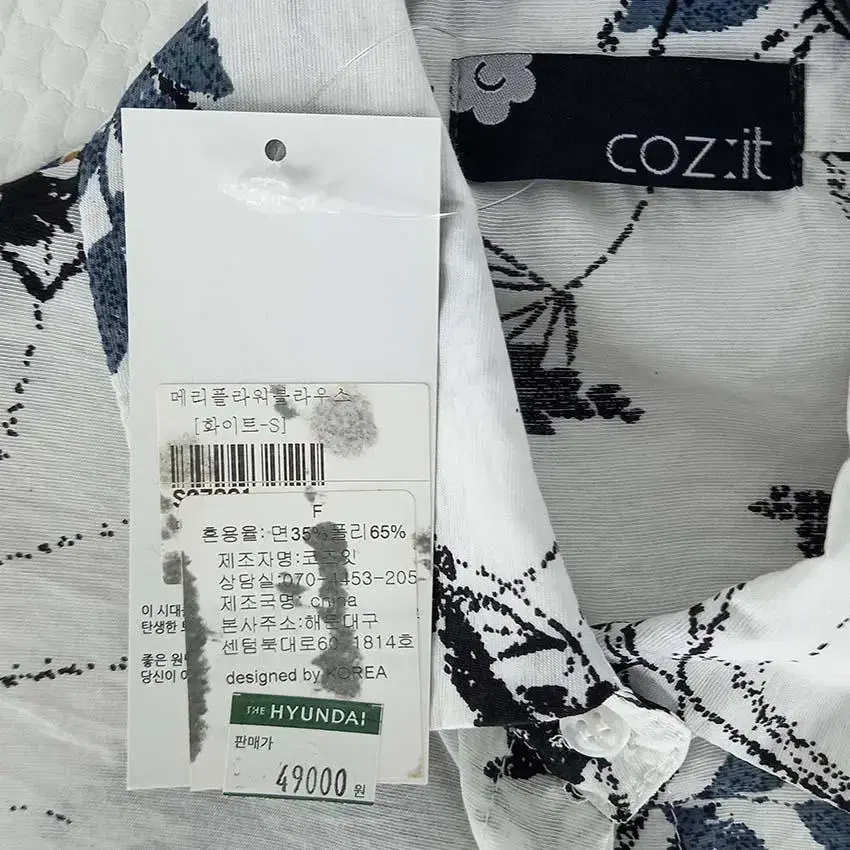 coz:it
메리플라워블라우스
[화이트-S]
F
혼용율: 면35%폴리65%
제조자명:코즈잇
상담실:070-4453-205
제조국명: china
본사주소:해운대구
센텀북대로60 1814호
designed by KOREA
이 시대
탄생한
좋은 원
당신이
THE HYUNDAI
판매가
49000 원